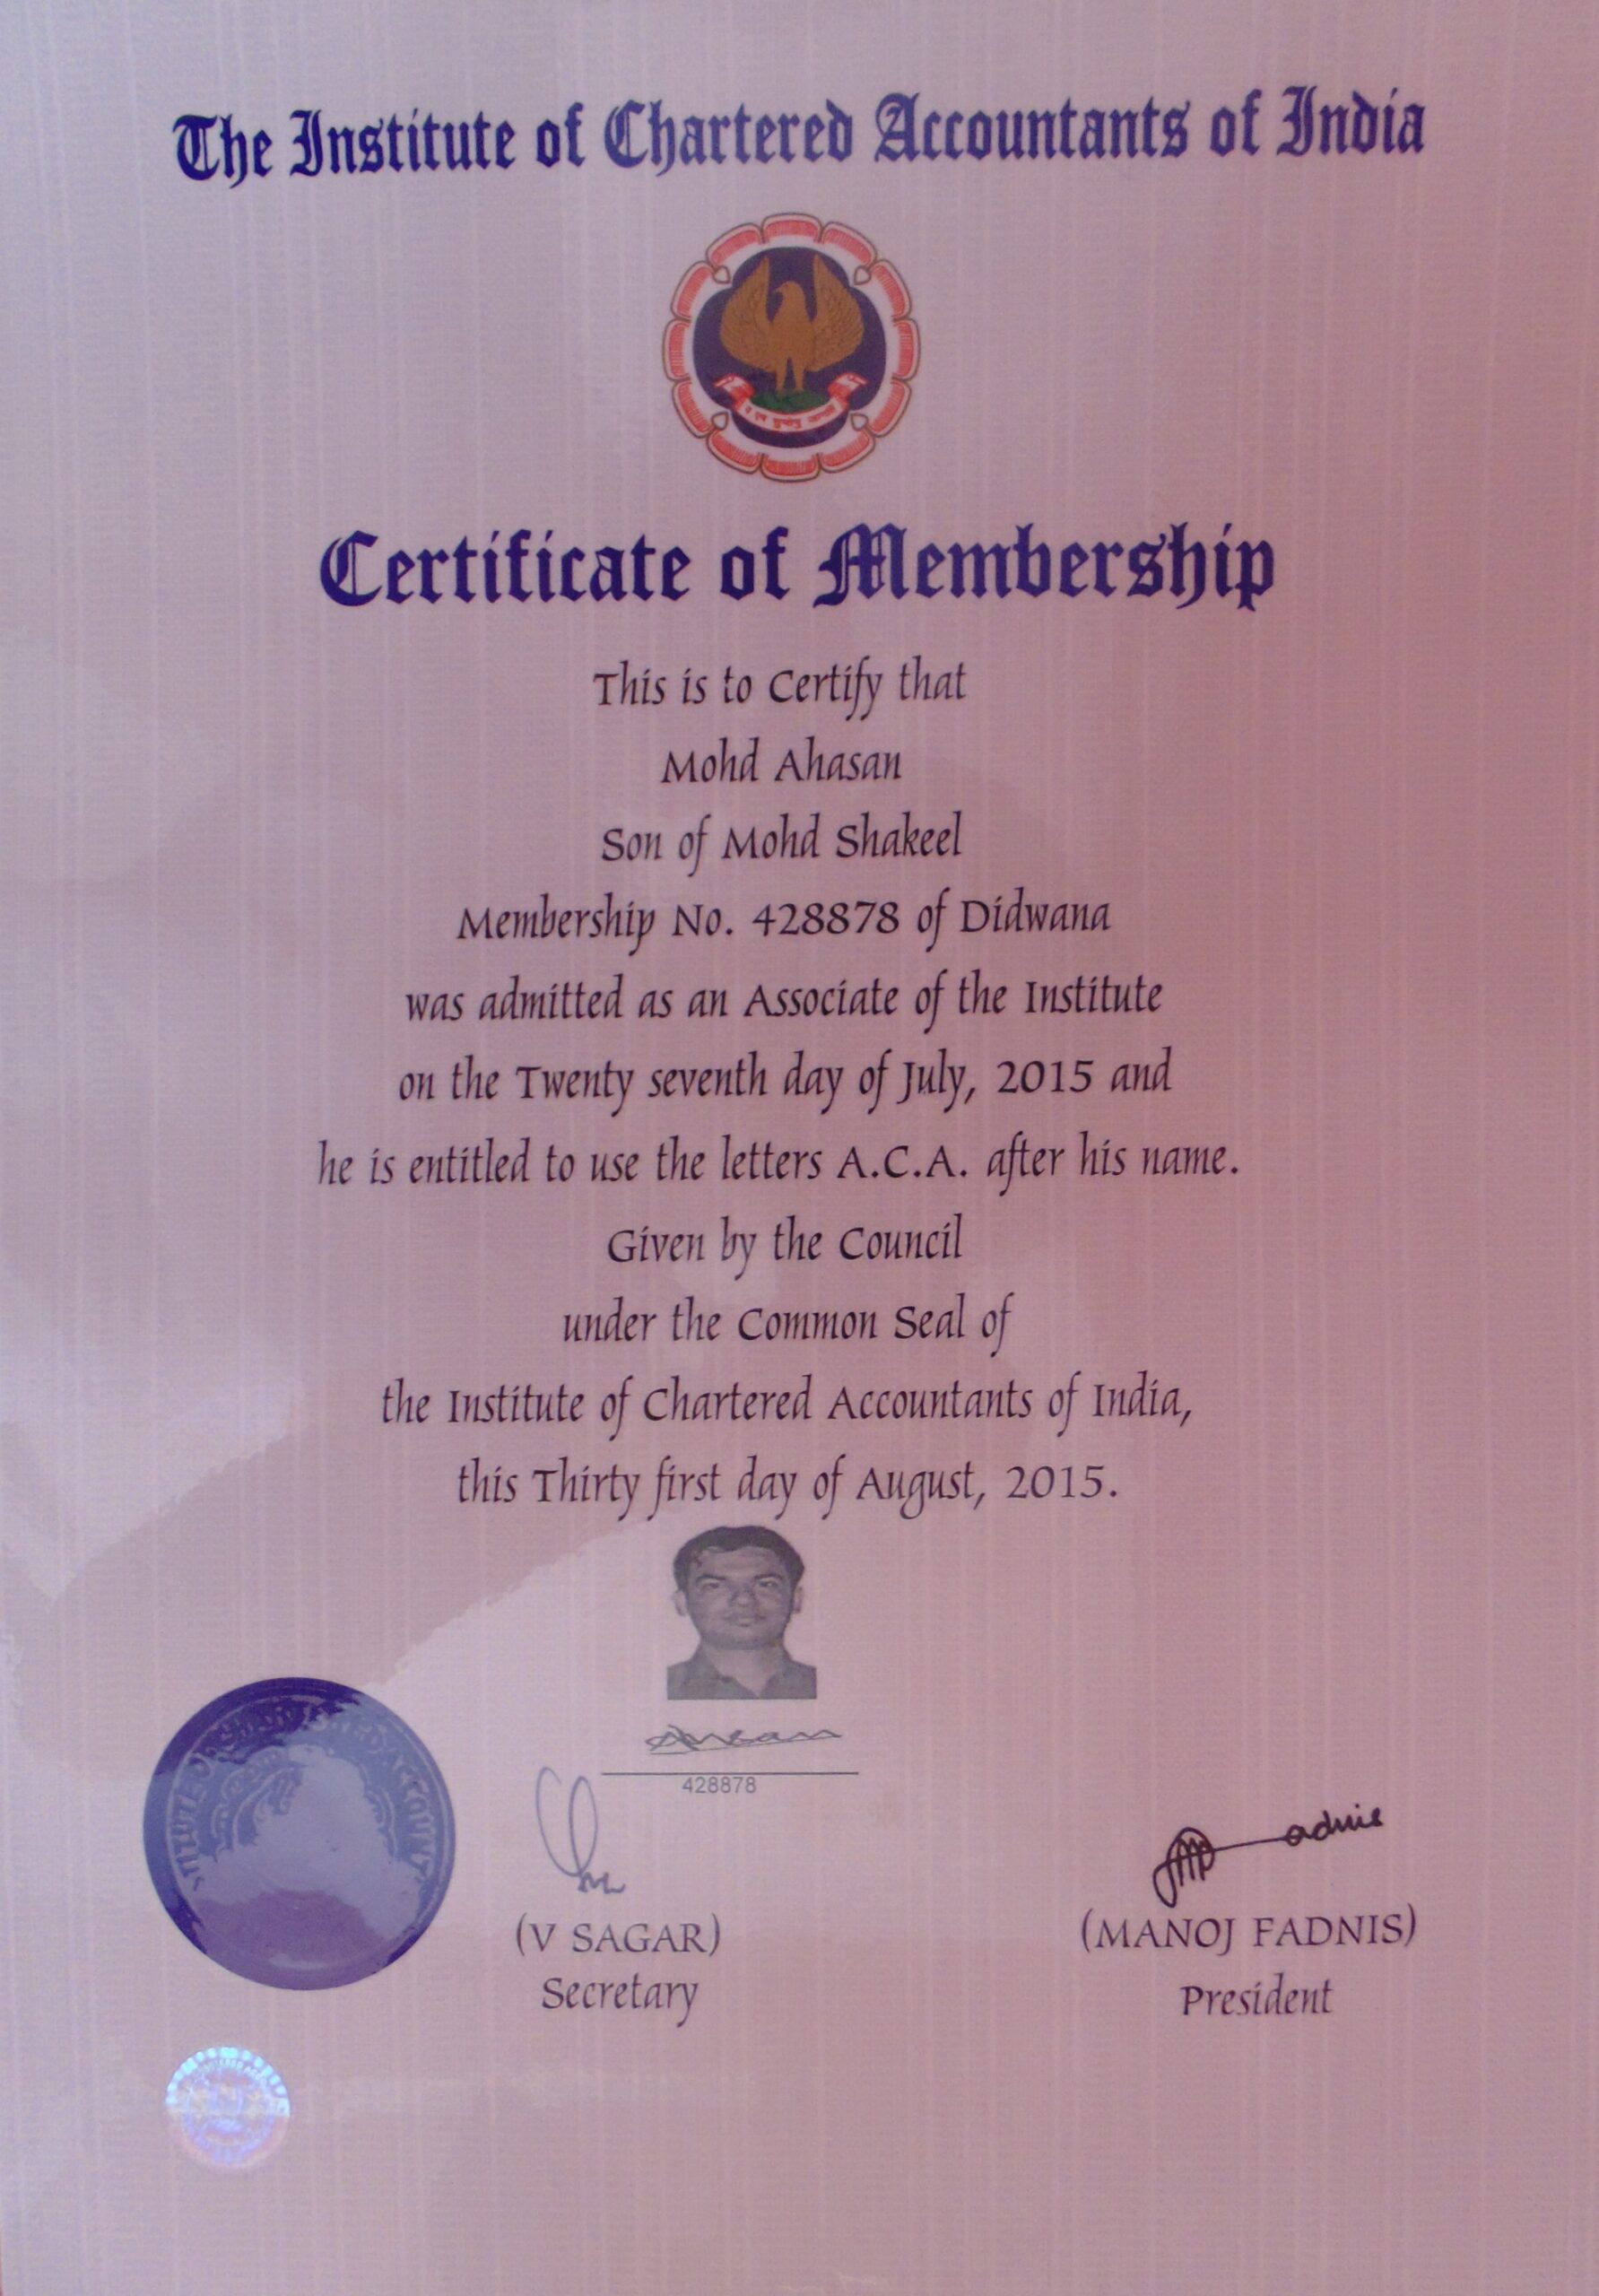 The Institute of Chartered Accountants of India
Certificate of Membership
This is to Certify that
Mohd Ahasan
Son of Mohd Shakeel
Membership No. 428878 of Didwana
was admitted as an Associate of the Institute
on the Twenty seventh day of July, 2015 and
he is entitled to use the letters A.C.A. after his name.
Given by the Council
under the Common Seal of
the Institute of Chartered Accountants of India,
this Thirty first day of August, 2015.
428878
(V SAGAR)
Secretary
(MANOJ FADNIS)
President